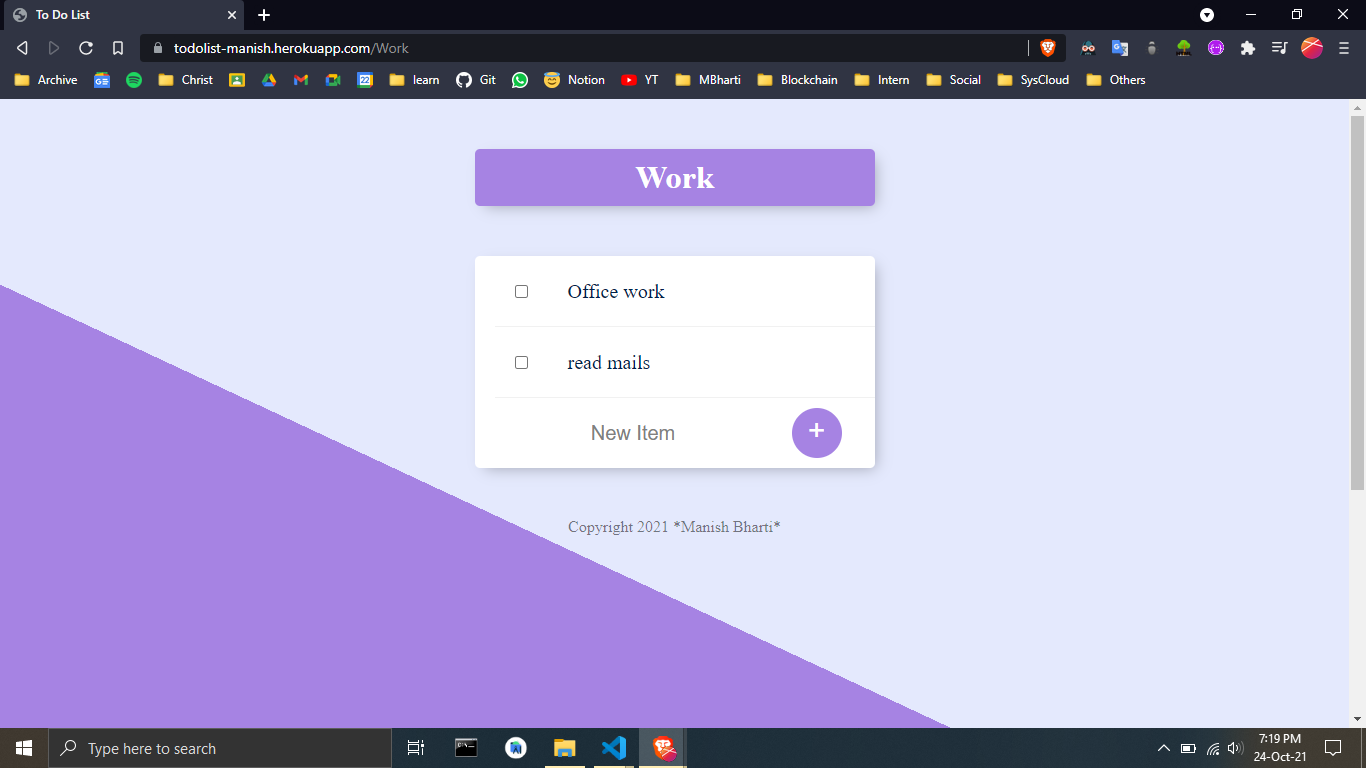 To Do List
todolist-manish.herokuapp.com/Work
Archive Christ learn Git Notion YT MBharti Blockchain Intern Social SysCloud Others
Work
Office work
read mails
New Item +
Copyright 2021 *Manish Bharti*
Type here to search
7:19 PM
24-Oct-21